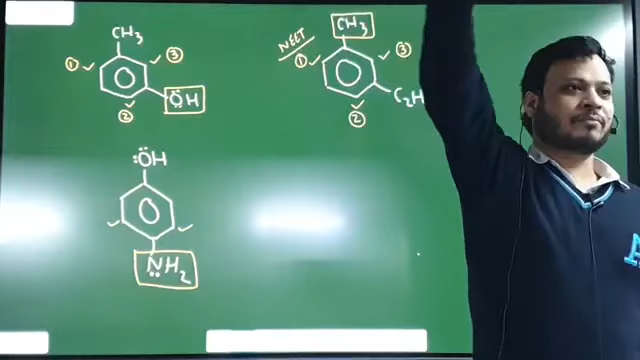 CH3
① ③
ÖH
②
NEET
CH3
① ③
C2H
②
:ÖH
NH2
A